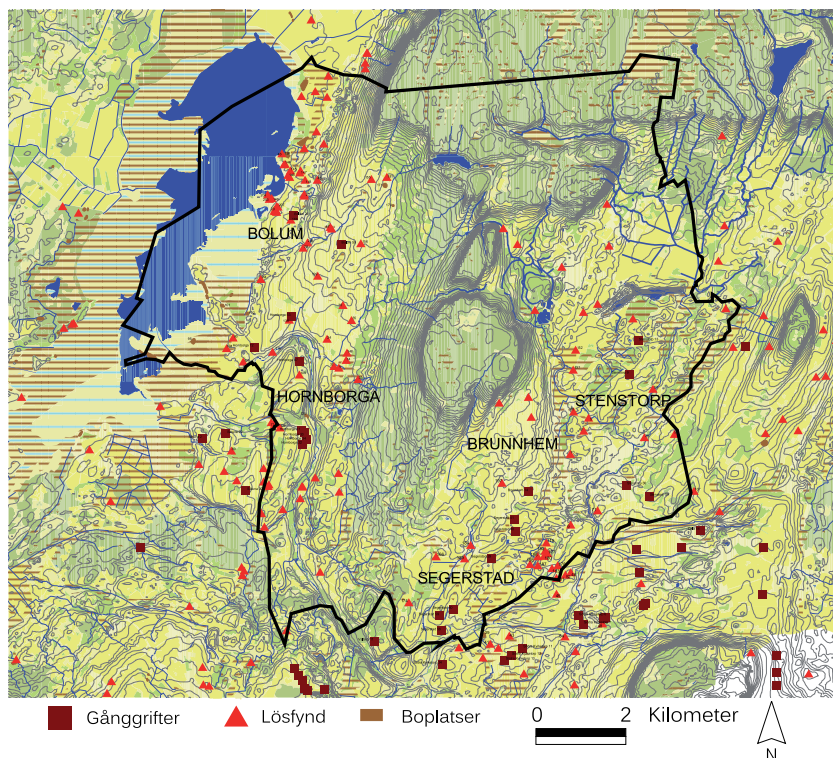 BOLUM
HORNBORGA
STENSTORP
BRUNNHEM
SEGERSTAD
Gånggrifter Lösfynd Boplatser 0 2 Kilometer
N